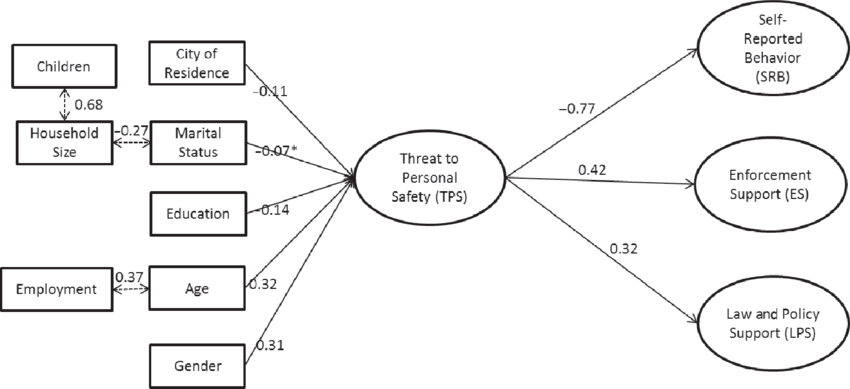 Children
0.68
Household
Size
–0.27
City of
Residence
–0.11
Marital
Status
–0.07*
Education
–0.14
Employment
0.37
Age
0.32
Gender
0.31
Threat to
Personal
Safety (TPS)
–0.77
0.42
0.32
Self-
Reported
Behavior
(SRB)
Enforcement
Support (ES)
Law and Policy
Support (LPS)